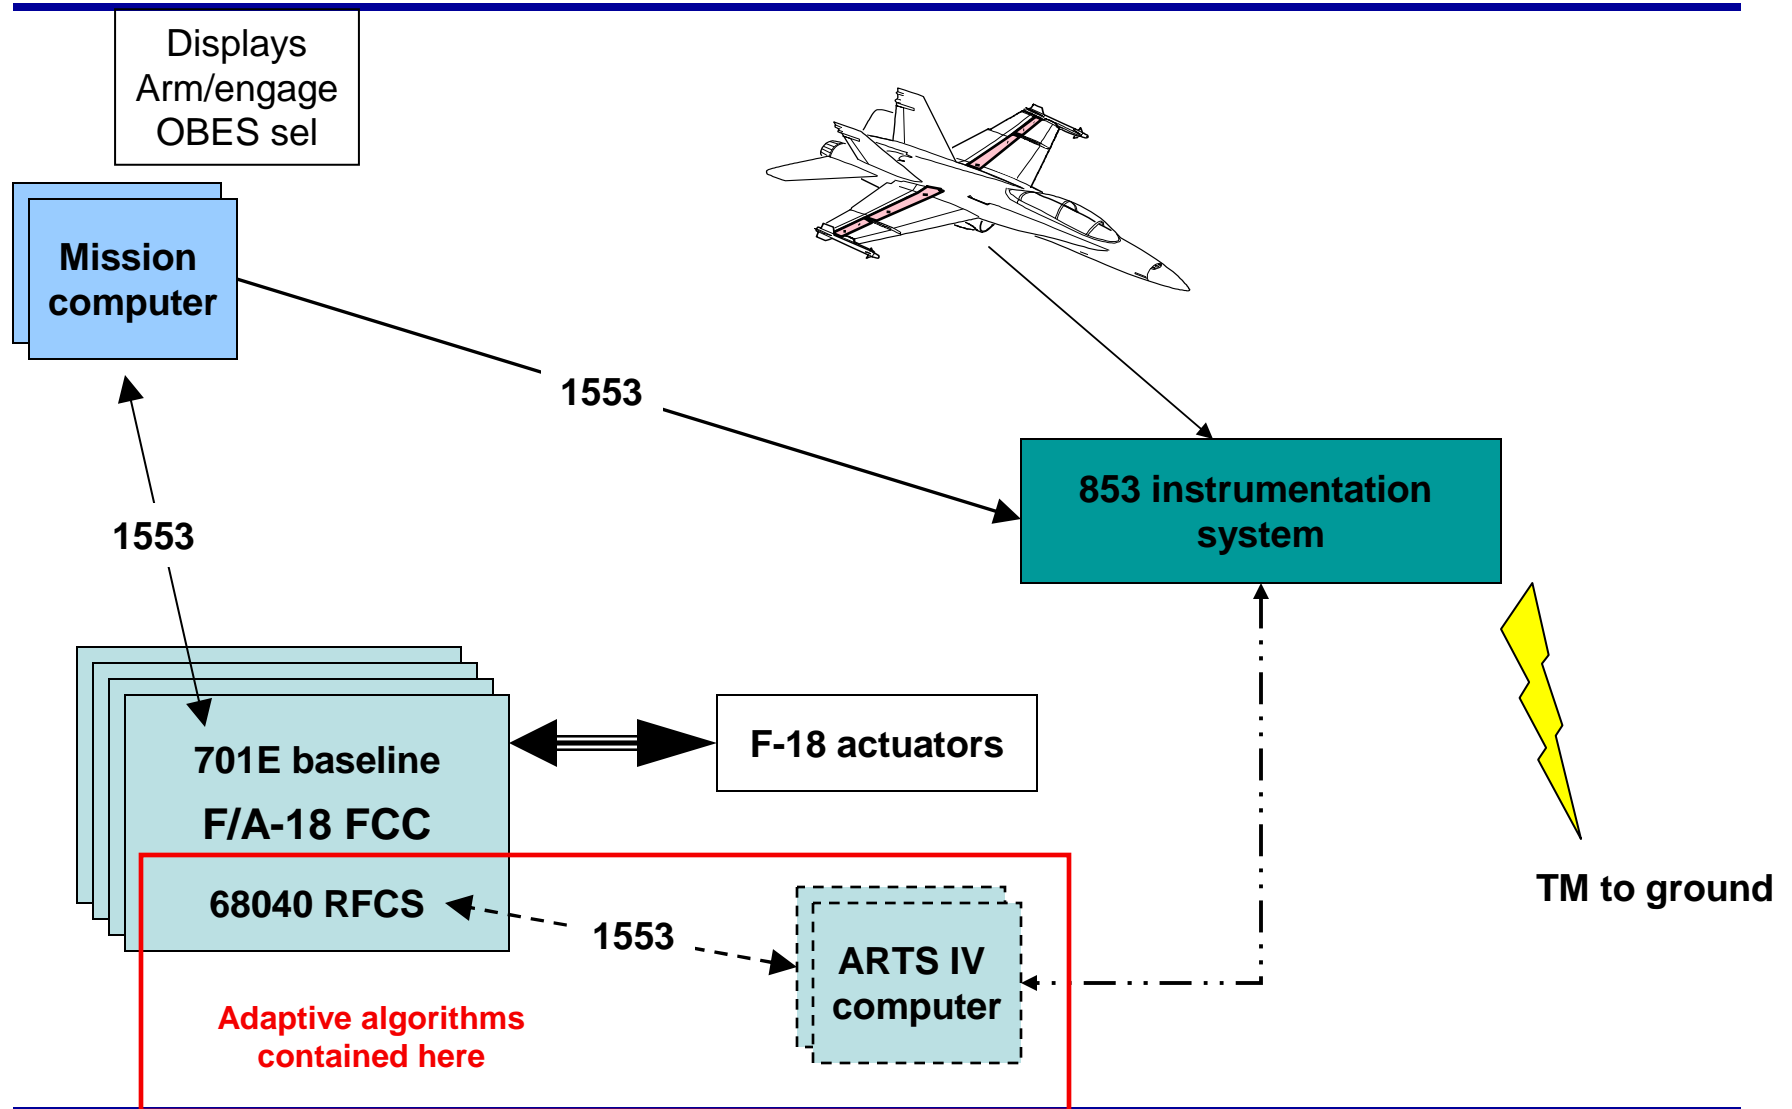 Displays
Arm/engage
OBES sel
Mission
computer
1553
853 instrumentation
system
1553
701E baseline
F/A-18 FCC
68040 RFCS
F-18 actuators
TM to ground
1553
ARTS IV
computer
Adaptive algorithms
contained here